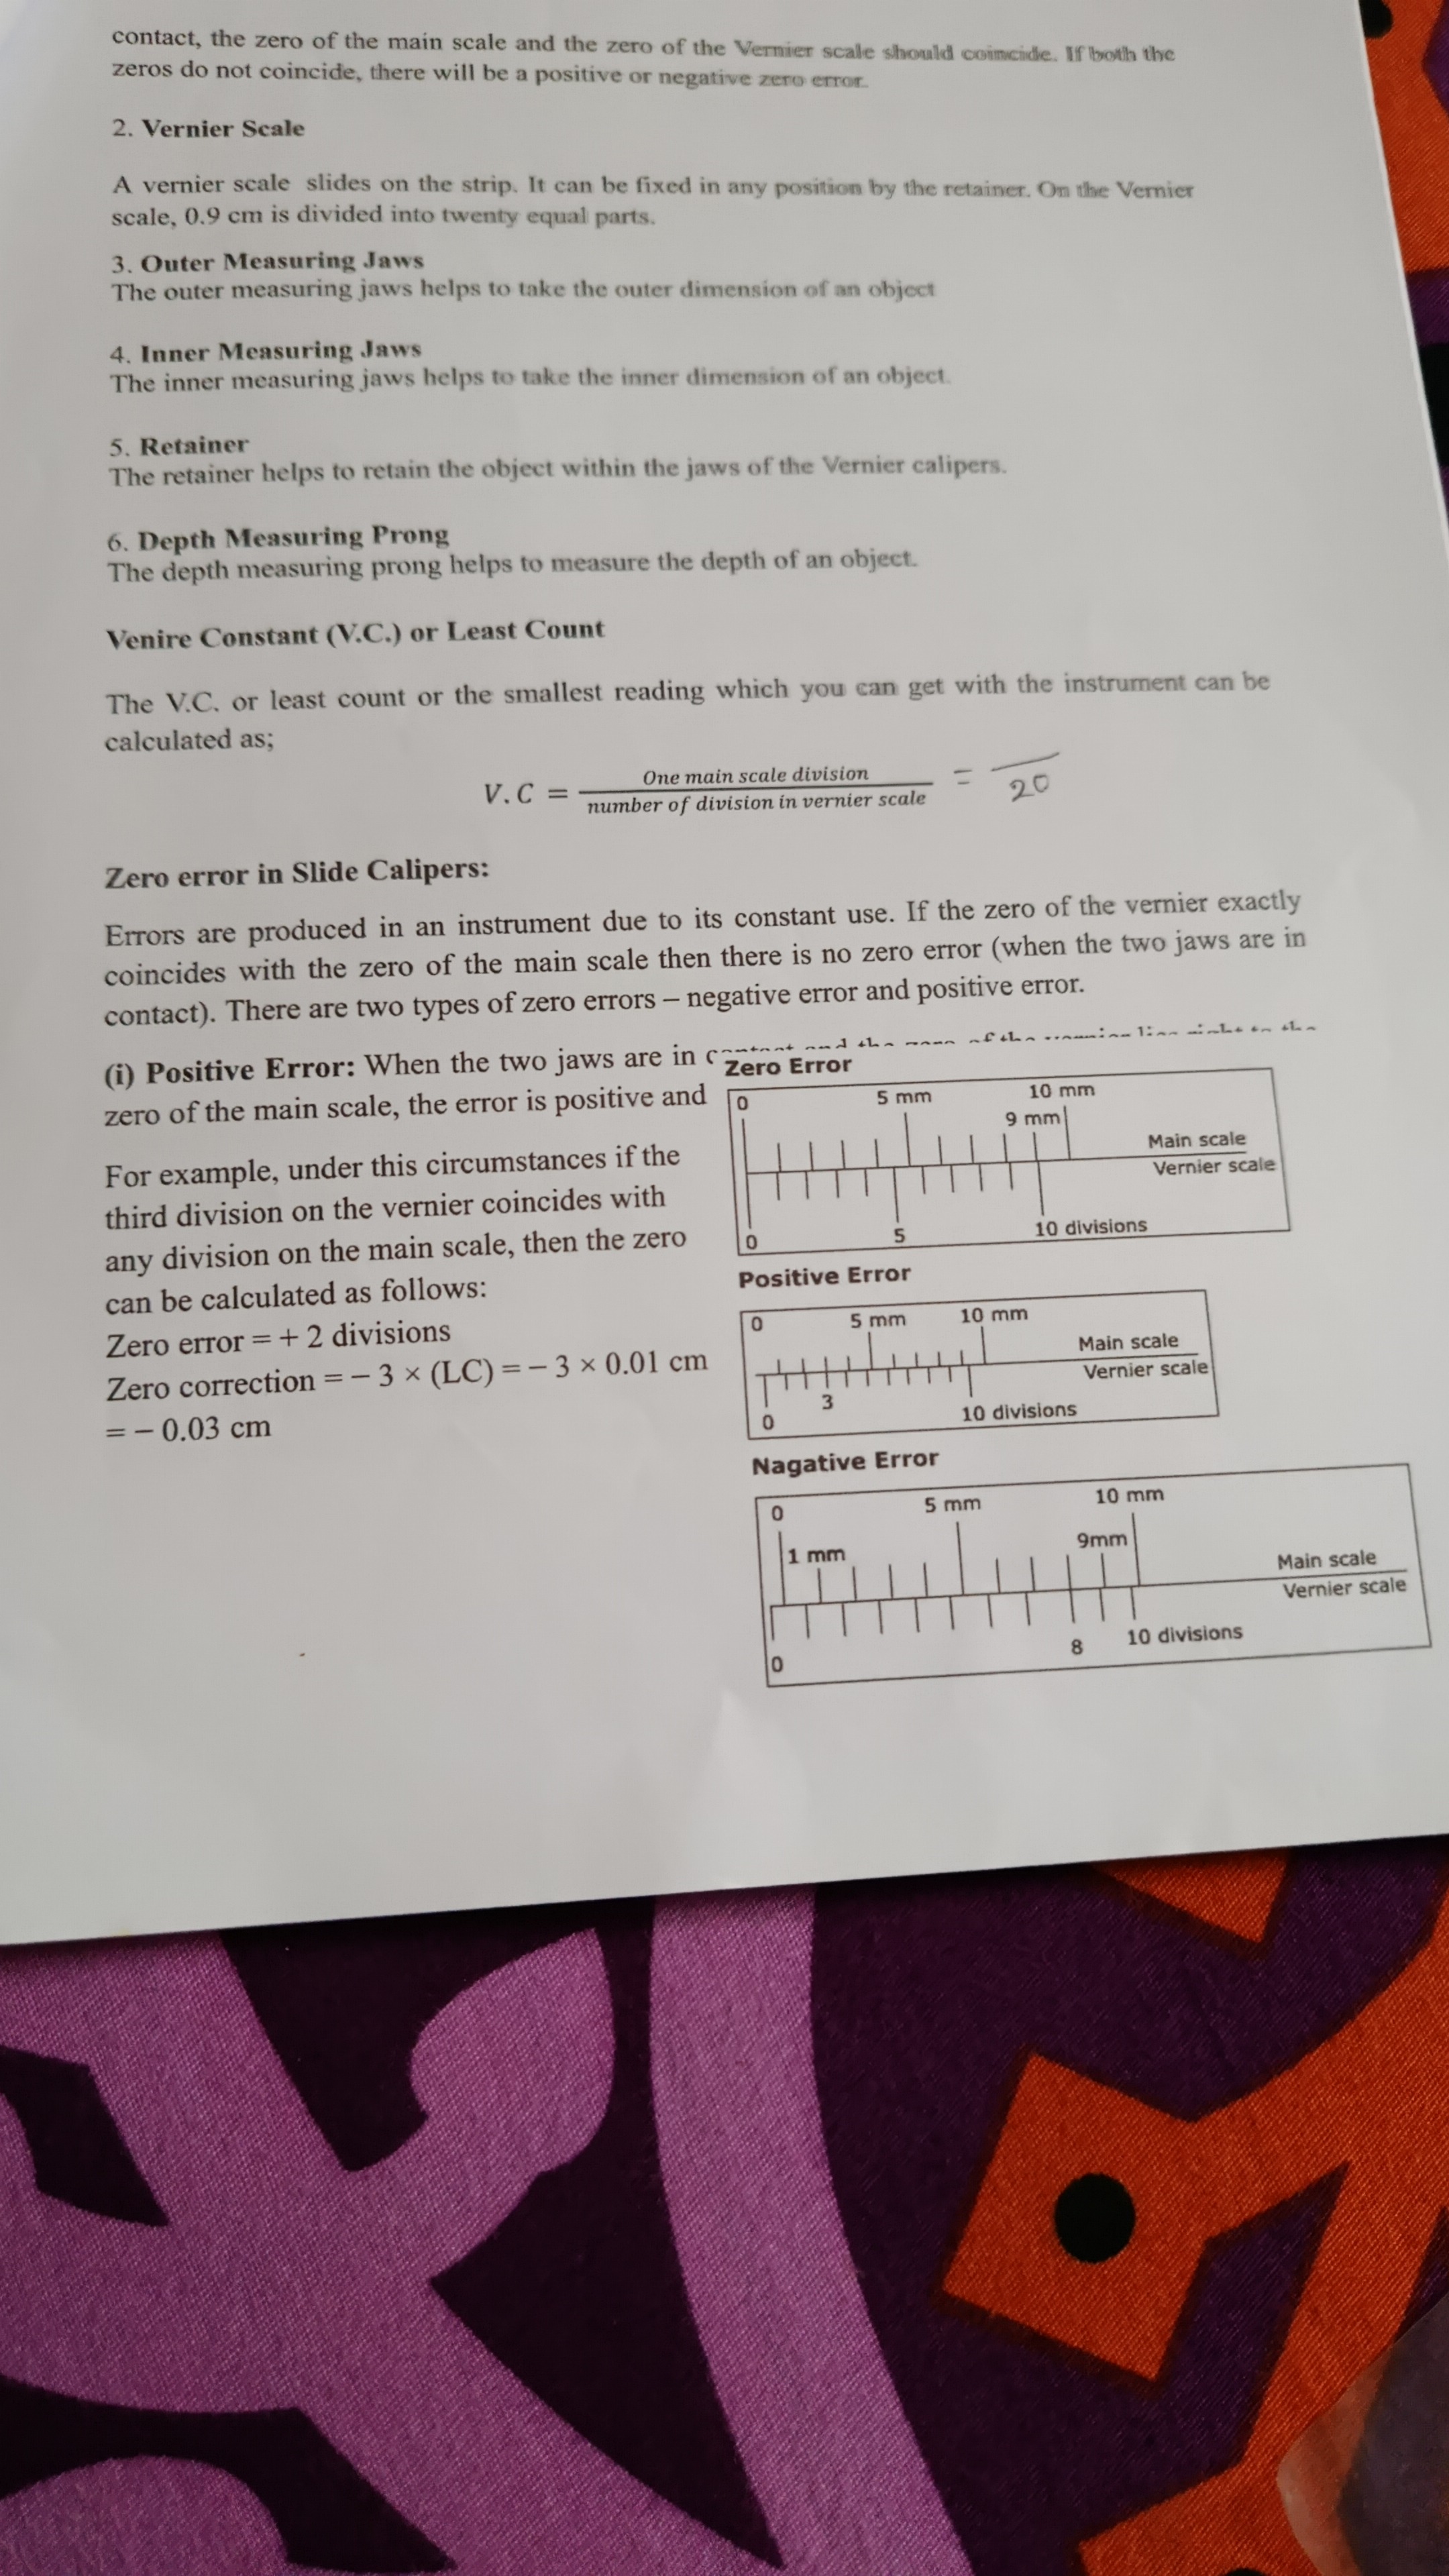 contact, the zero of the main scale and the zero of the Vernier scale should coincide. If both the
zeros do not coincide, there will be a positive or negative zero error.
2. Vernier Scale
A vernier scale slides on the strip. It can be fixed in any position by the retainer. On the Vernier
scale, 0.9 cm is divided into twenty equal parts.
3. Outer Measuring Jaws
The outer measuring jaws helps to take the outer dimension of an object
4. Inner Measuring Jaws
The inner measuring jaws helps to take the inner dimension of an object.
5. Retainer
The retainer helps to retain the object within the jaws of the Vernier calipers.
6. Depth Measuring Prong
The depth measuring prong helps to measure the depth of an object.
Venire Constant (V.C.) or Least Count
The V.C. or least count or the smallest reading which you can get with the instrument can be
calculated as;
One main scale division
V.C = =
number of division in vernier scale 20
Zero error in Slide Calipers:
Errors are produced in an instrument due to its constant use. If the zero of the vernier exactly
coincides with the zero of the main scale then there is no zero error (when the two jaws are in
contact). There are two types of zero errors – negative error and positive error.
(i) Positive Error: When the two jaws are in contact and the zero of the vernier lies right to the
zero of the main scale, the error is positive and
For example, under this circumstances if the
third division on the vernier coincides with
any division on the main scale, then the zero
can be calculated as follows:
Zero error = + 2 divisions
Zero correction = – 3 × (LC) = – 3 × 0.01 cm
= – 0.03 cm
Zero Error
0 5 mm 10 mm
9 mm
Main scale
Vernier scale
0 5 10 divisions
Positive Error
0 5 mm 10 mm
Main scale
Vernier scale
3
0 10 divisions
Nagative Error
0 5 mm 10 mm
1 mm 9mm
Main scale
Vernier scale
0 8 10 divisions